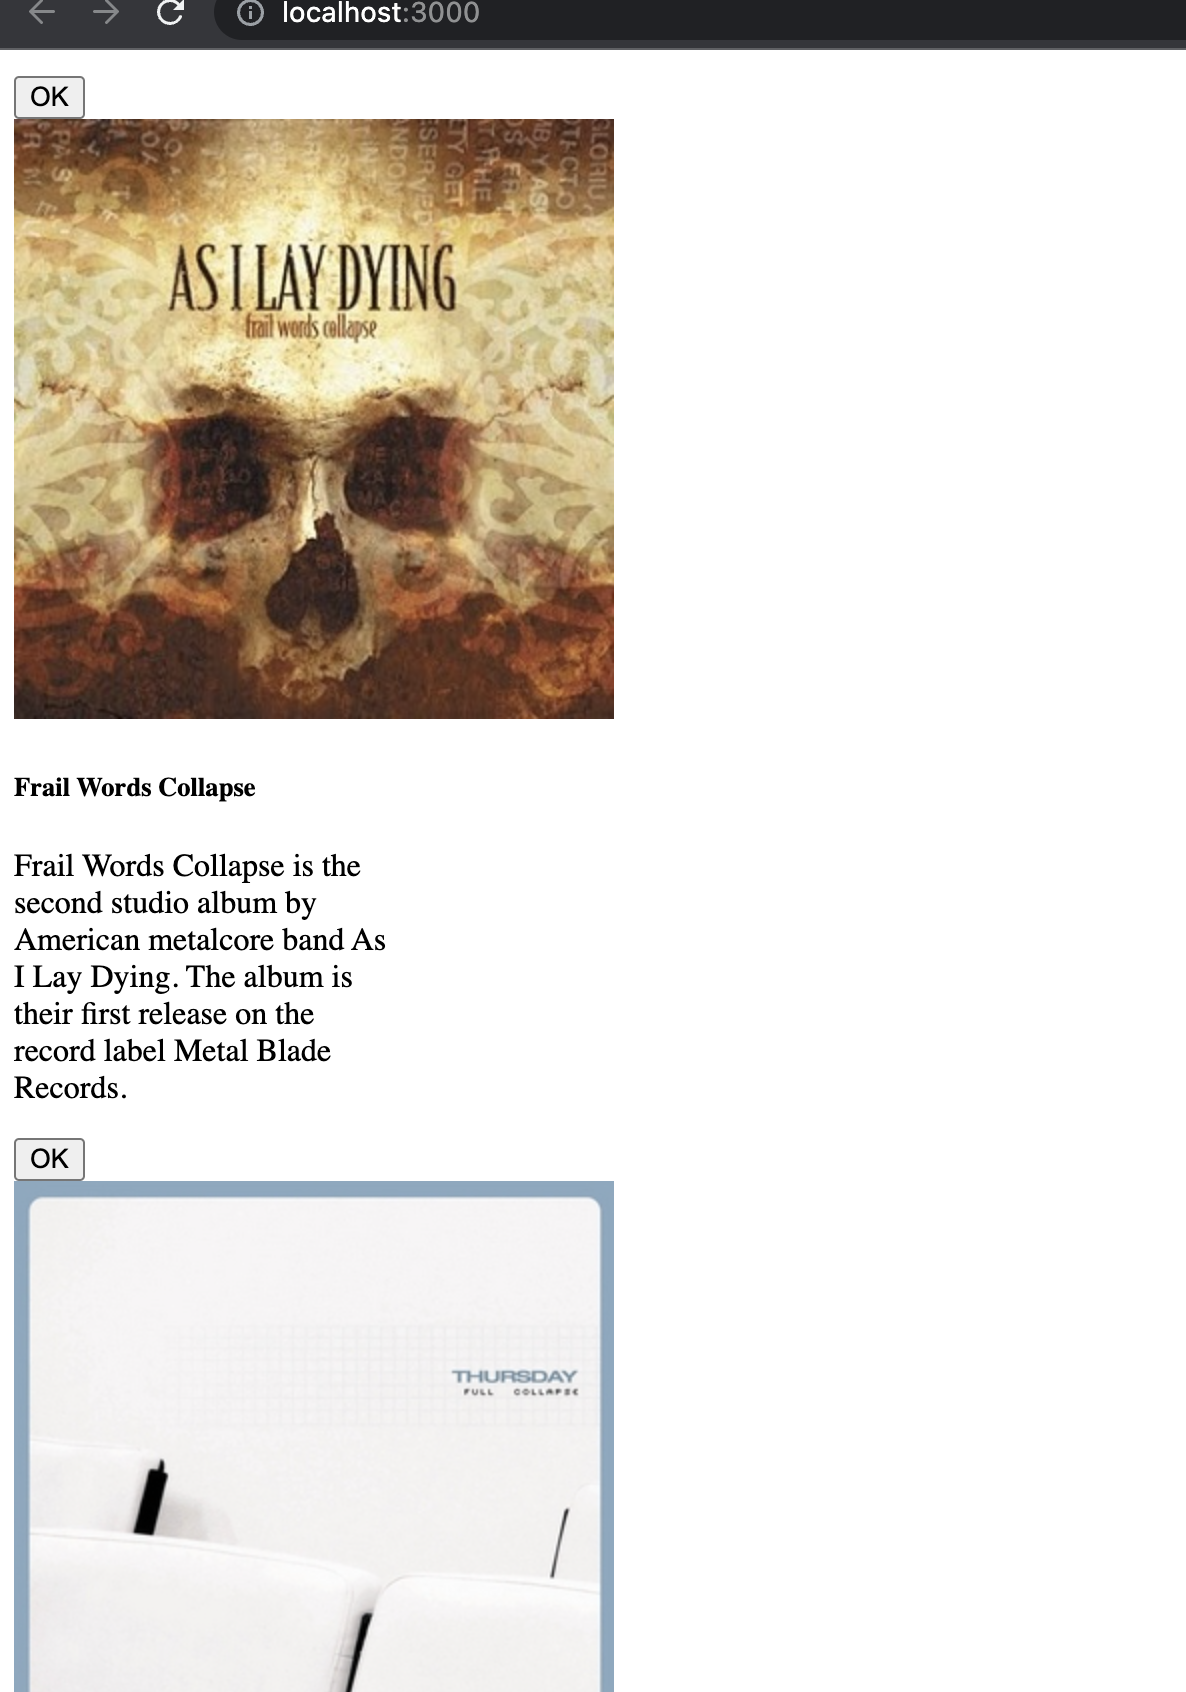 localhost:3000
OK
AS I LAY DYING
frail words collapse
Frail Words Collapse
Frail Words Collapse is the
second studio album by
American metalcore band As
I Lay Dying. The album is
their first release on the
record label Metal Blade
Records.
OK
THURSDAY
FULL COLLAPSE